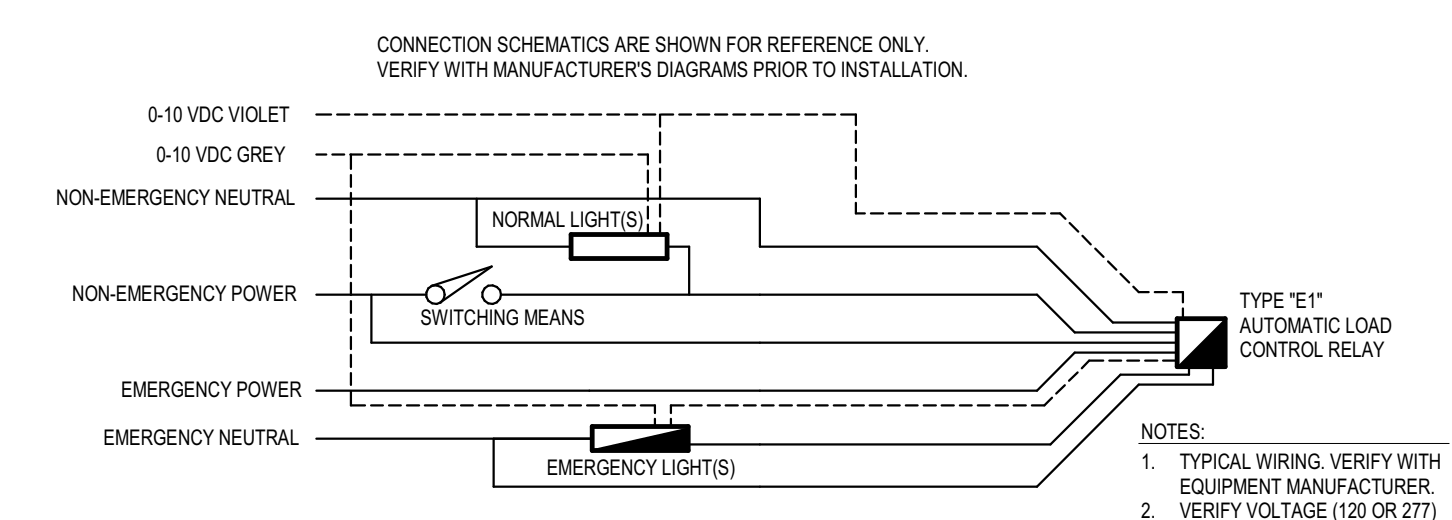 CONNECTION SCHEMATICS ARE SHOWN FOR REFERENCE ONLY.
VERIFY WITH MANUFACTURER'S DIAGRAMS PRIOR TO INSTALLATION.
0-10 VDC VIOLET
0-10 VDC GREY
NON-EMERGENCY NEUTRAL
NORMAL LIGHT(S)
NON-EMERGENCY POWER
SWITCHING MEANS
TYPE "E1"
AUTOMATIC LOAD
CONTROL RELAY
EMERGENCY POWER
EMERGENCY NEUTRAL
EMERGENCY LIGHT(S)
NOTES:
1. TYPICAL WIRING. VERIFY WITH
EQUIPMENT MANUFACTURER.
2. VERIFY VOLTAGE (120 OR 277)